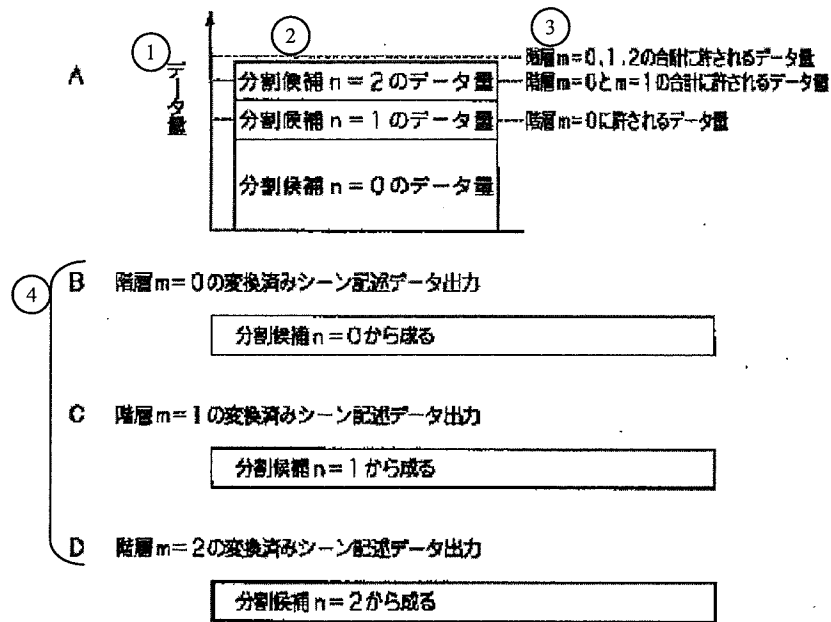 ① ② ③
A データ量
分割候補n=2のデータ量
分割候補n=1のデータ量
分割候補n=0のデータ量
階層m=0、1、2の合計に許されるデータ量
階層m=0とm=1の合計に許されるデータ量
階層m=0に許されるデータ量
④
B 階層m=0の変換済みシーン記述データ出力
分割候補n=0から成る
C 階層m=1の変換済みシーン記述データ出力
分割候補n=1から成る
D 階層m=2の変換済みシーン記述データ出力
分割候補n=2から成る